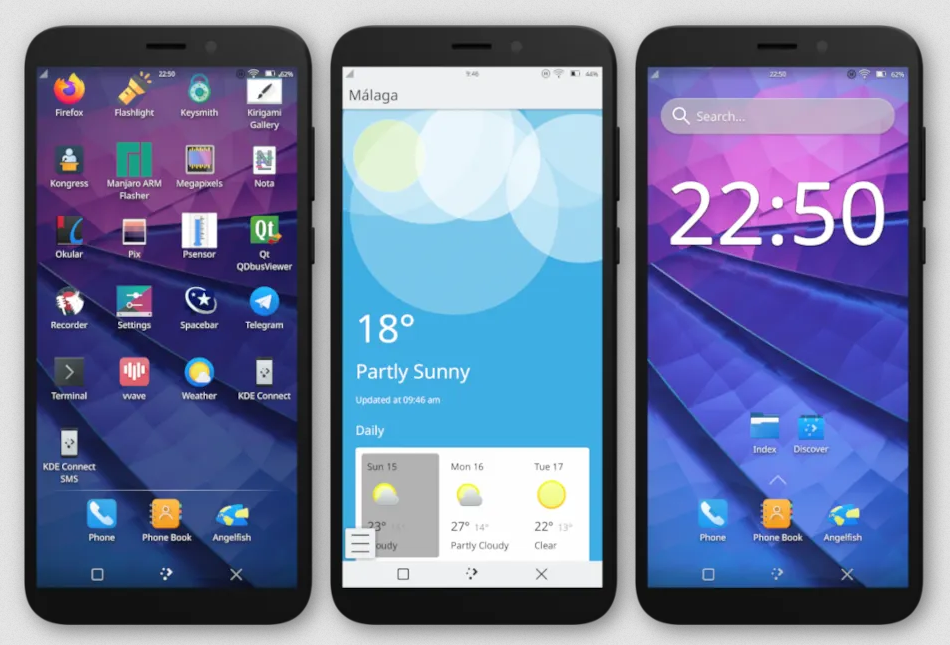 22:50
62%
Firefox
Flashlight
Keysmith
Kirigami
Gallery
Kongress
Manjaro ARM
Flasher
Megapixels
Nota
Okular
Pix
Psensor
Qt
Qt
QDbusViewer
Recorder
Settings
Spacebar
Telegram
Terminal
vvave
Weather
KDE Connect
KDE Connect
SMS
Phone
Phone Book
Angelfish
9:46
44%
Málaga
18°
Partly Sunny
Updated at 09:46 am
Daily
Sun 15
Mon 16
Tue 17
23°
27° 14°
22° 13°
oudy
Partly Cloudy
Clear
22:50
62%
Search...
22:50
Index
Discover
Phone
Phone Book
Angelfish